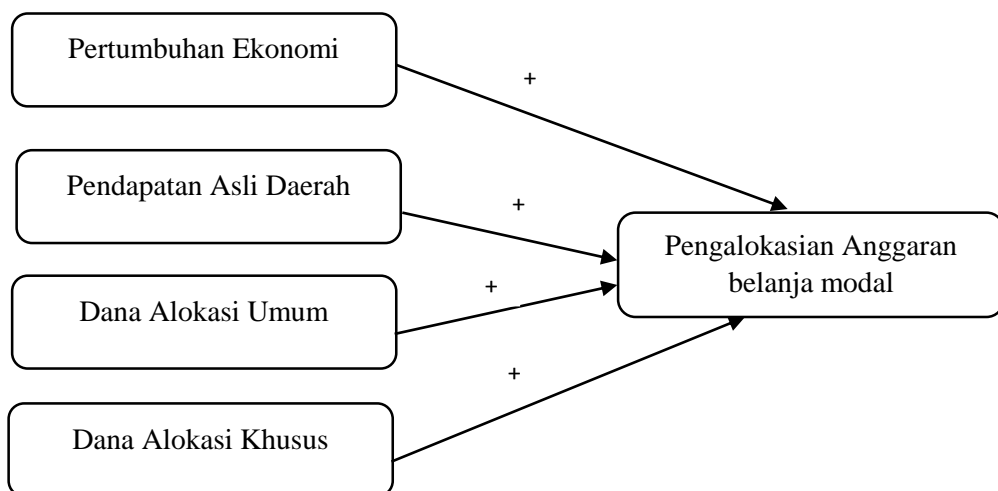 Pertumbuhan Ekonomi
+
Pendapatan Asli Daerah
+
Pengalokasian Anggaran
belanja modal
Dana Alokasi Umum
+
Dana Alokasi Khusus
+